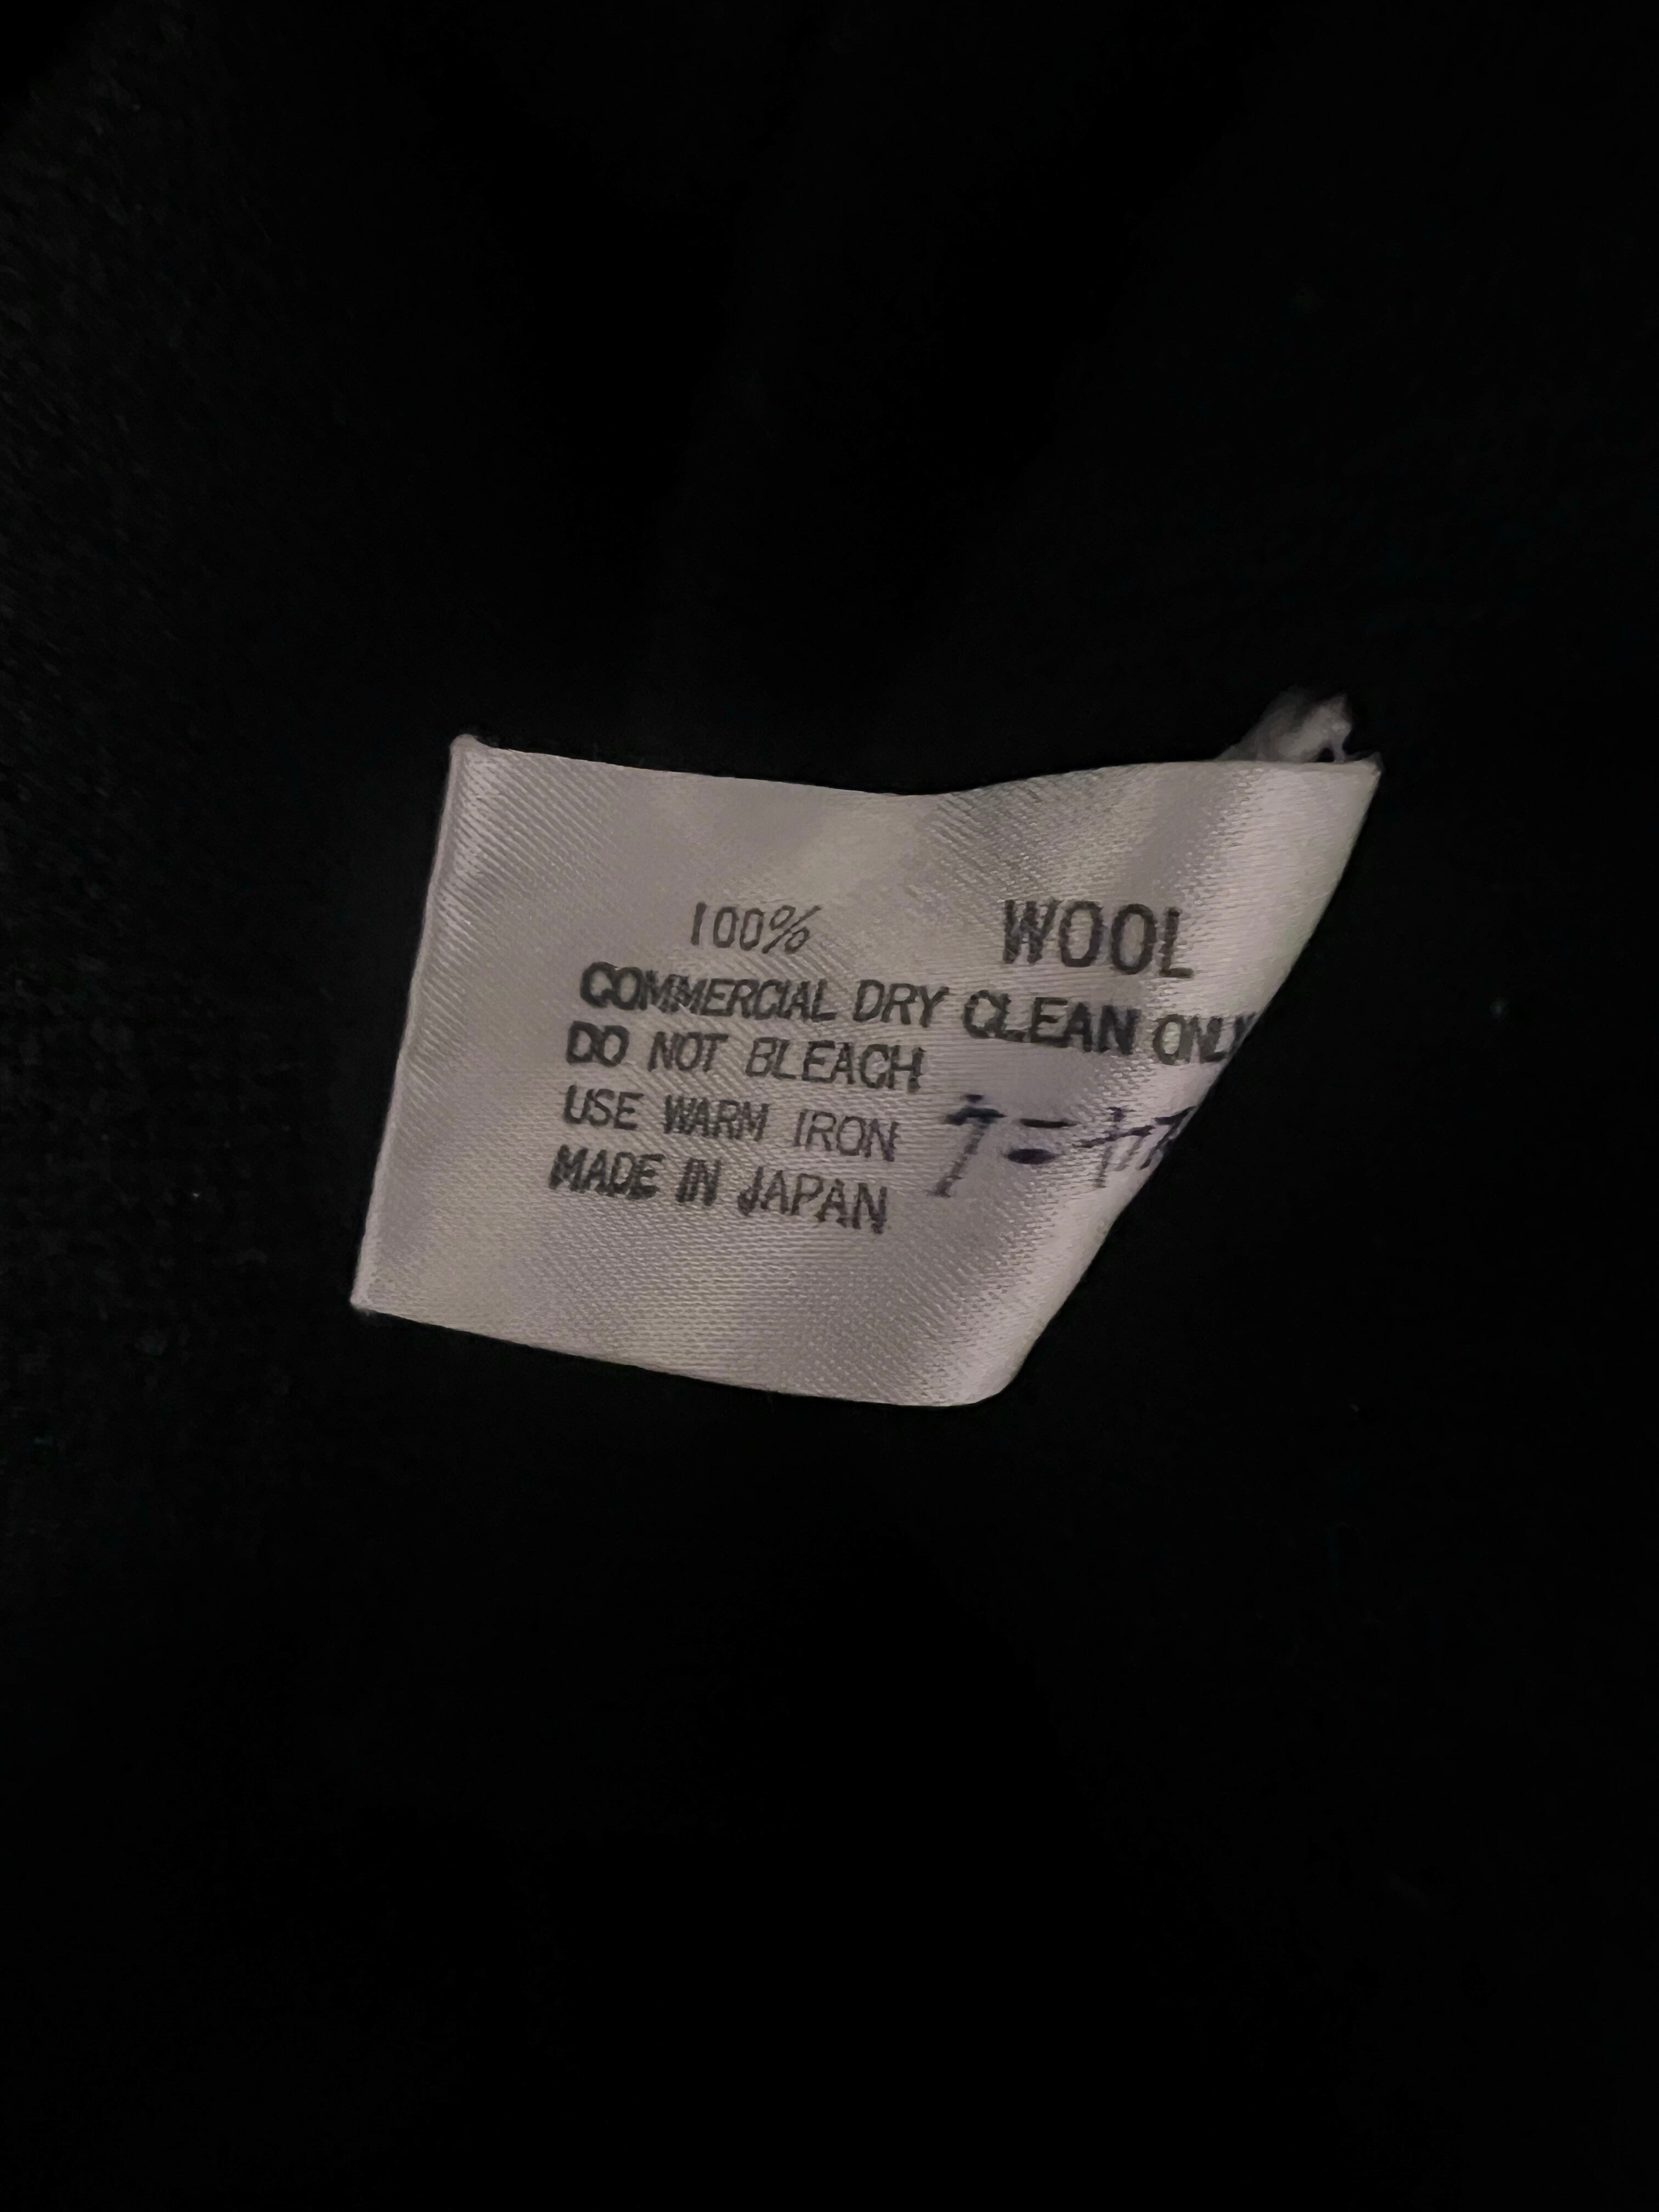 100% WOOL
COMMERCIAL DRY CLEAN ONLY
DO NOT BLEACH
USE WARM IRON
MADE IN JAPAN